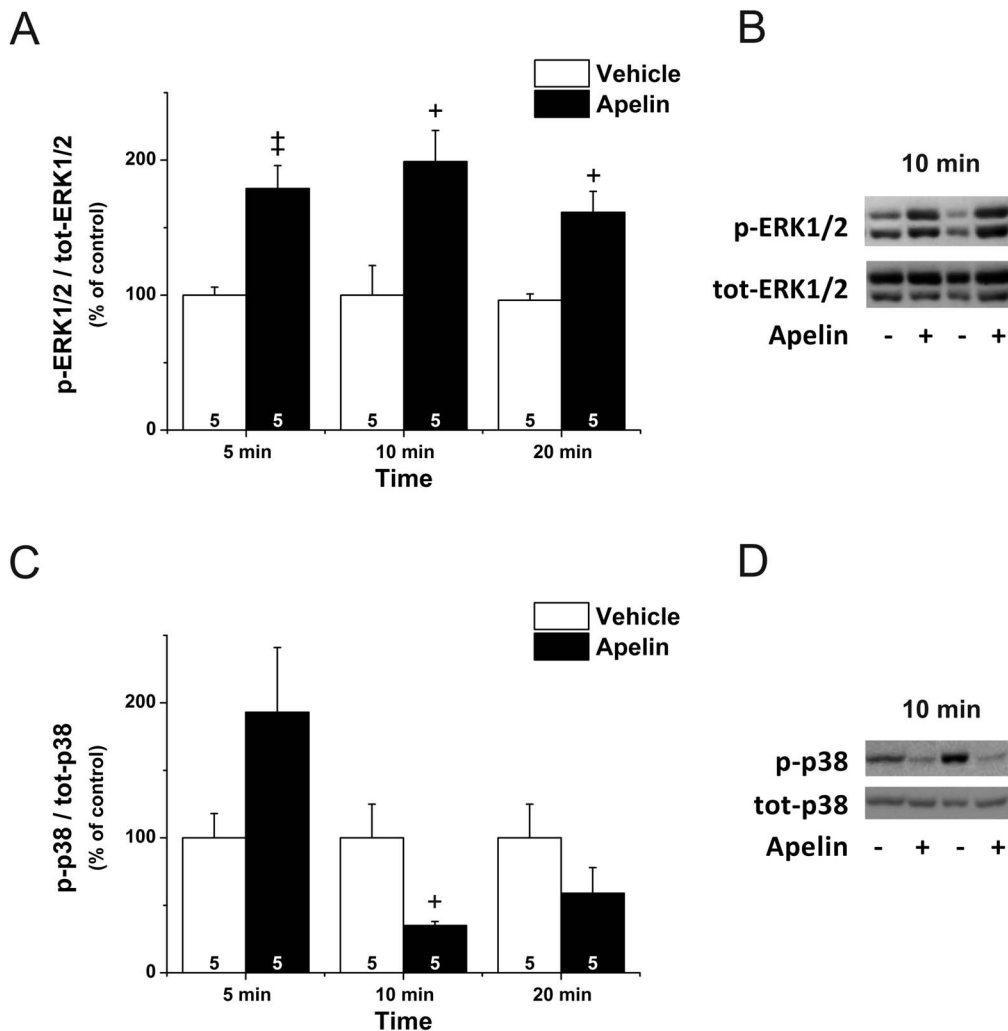 A
Vehicle
Apelin
p-ERK1/2 / tot-ERK1/2
(% of control)
200
100
0
‡
+
+
5 5 5 5 5 5
5 min 10 min 20 min
Time
B
10 min
p-ERK1/2
tot-ERK1/2
Apelin - + - +
C
Vehicle
Apelin
p-p38 / tot-p38
(% of control)
200
100
0
+
5 5 5 5 5 5
5 min 10 min 20 min
Time
D
10 min
p-p38
tot-p38
Apelin - + - +